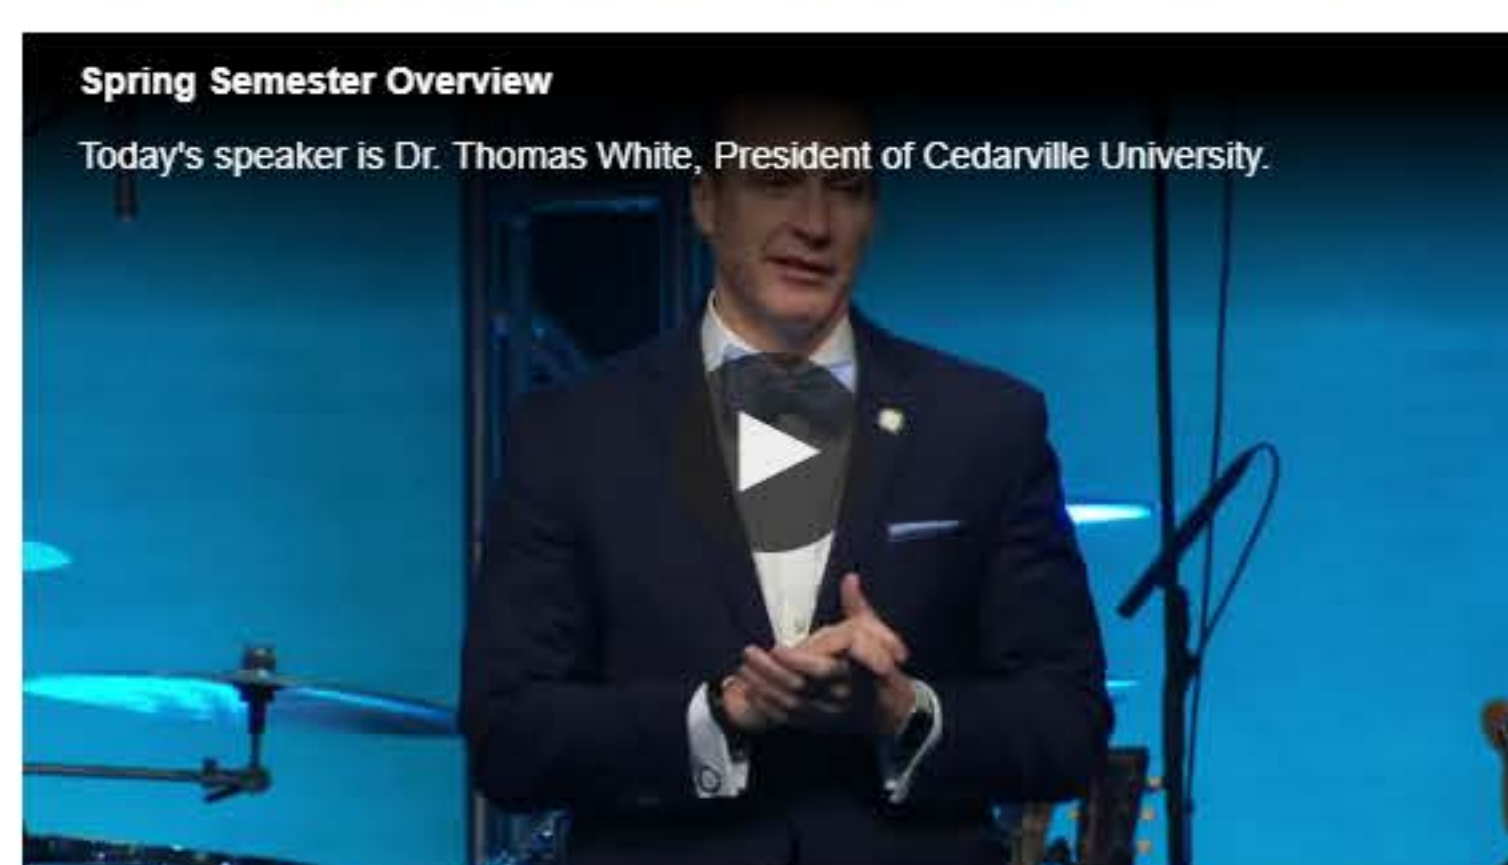 Spring Semester Overview
Today's speaker is Dr. Thomas White, President of Cedarville University.